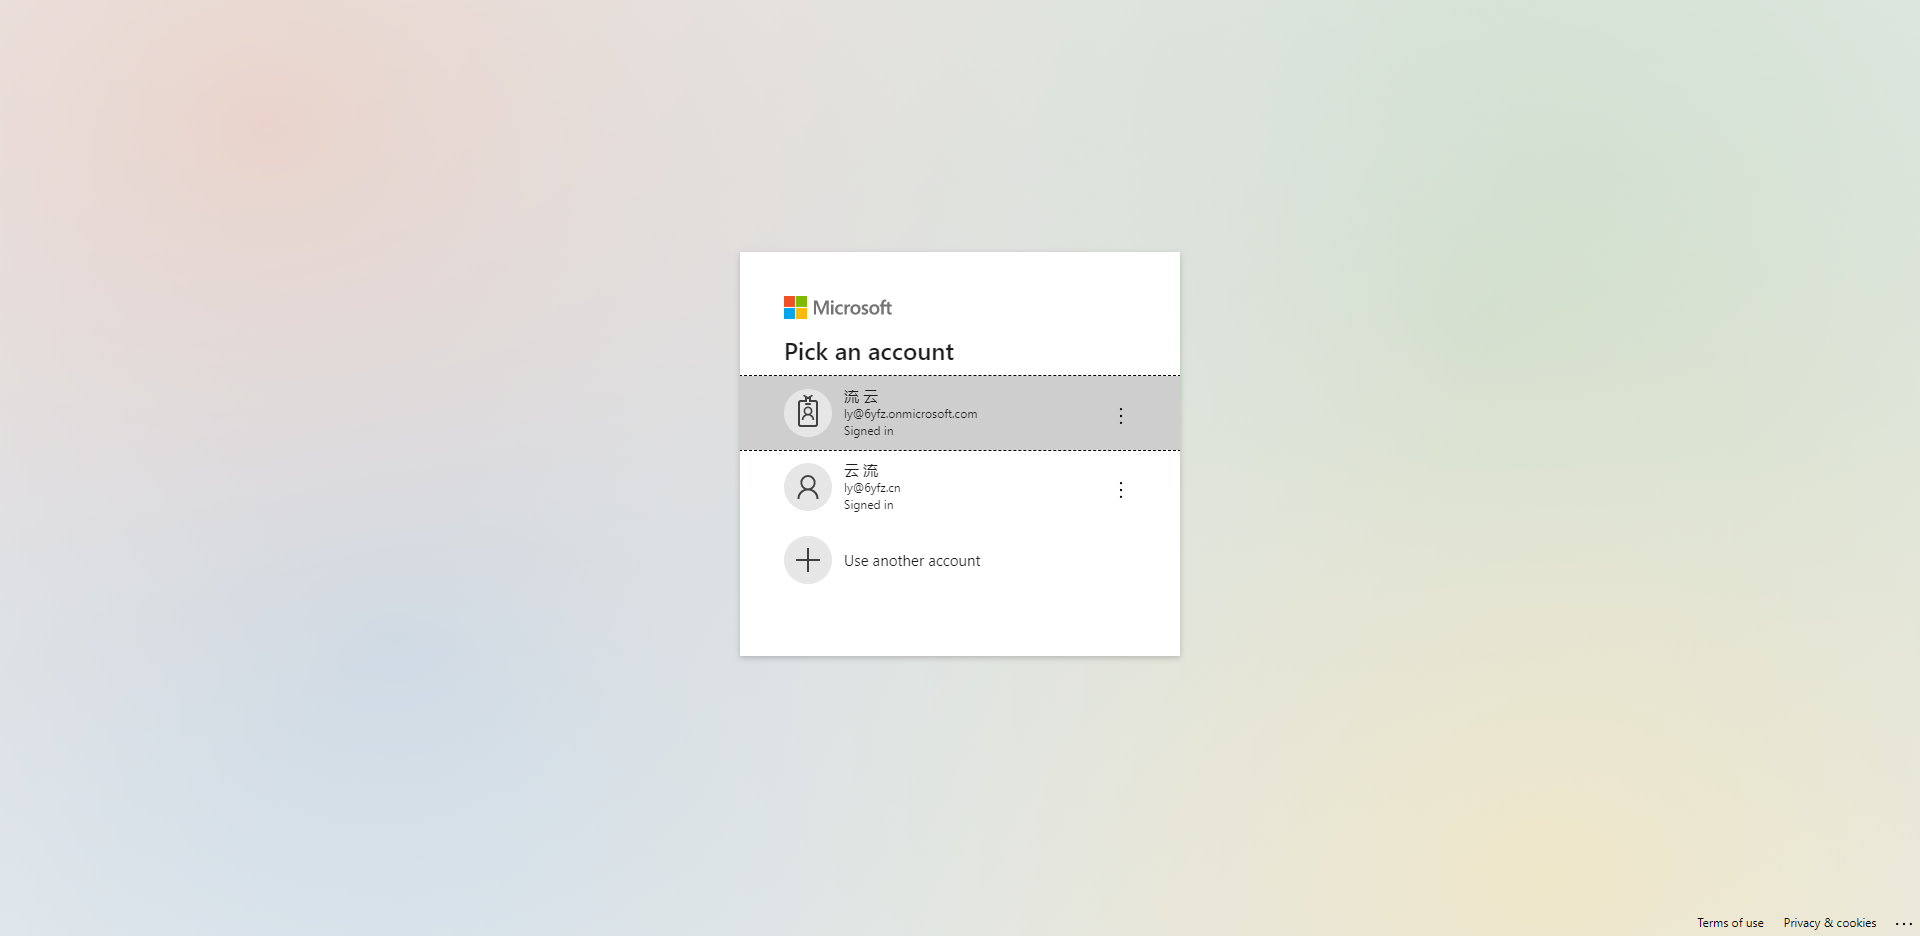 Microsoft
Pick an account
流 云
ly@6yfz.onmicrosoft.com
Signed in
云 流
ly@6yfz.cn
Signed in
Use another account
Terms of use
Privacy & cookies
...